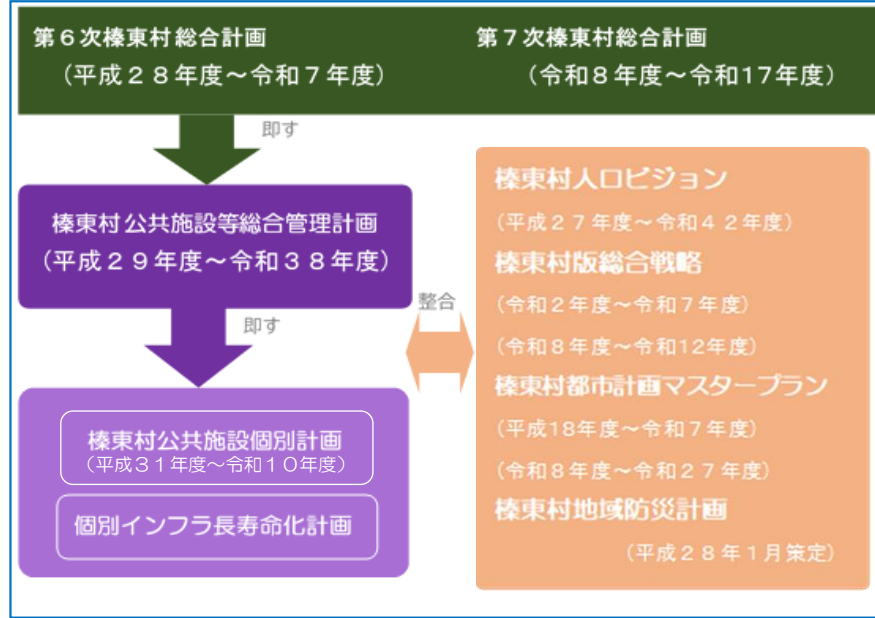 第６次榛東村総合計画
（平成２８年度～令和７年度）
第７次榛東村総合計画
（令和８年度～令和17年度）
即す
榛東村公共施設等総合管理計画
（平成２９年度～令和３８年度）
即す
榛東村公共施設個別計画
（平成３１年度～令和１０年度）
個別インフラ長寿命化計画
整合
榛東村人口ビジョン
（平成２７年度～令和４２年度）
榛東村版総合戦略
（令和２年度～令和７年度）
（令和８年度～令和12年度）
榛東村都市計画マスタープラン
（平成18年度～令和７年度）
（令和８年度～令和２７年度）
榛東村地域防災計画
（平成２８年１月策定）